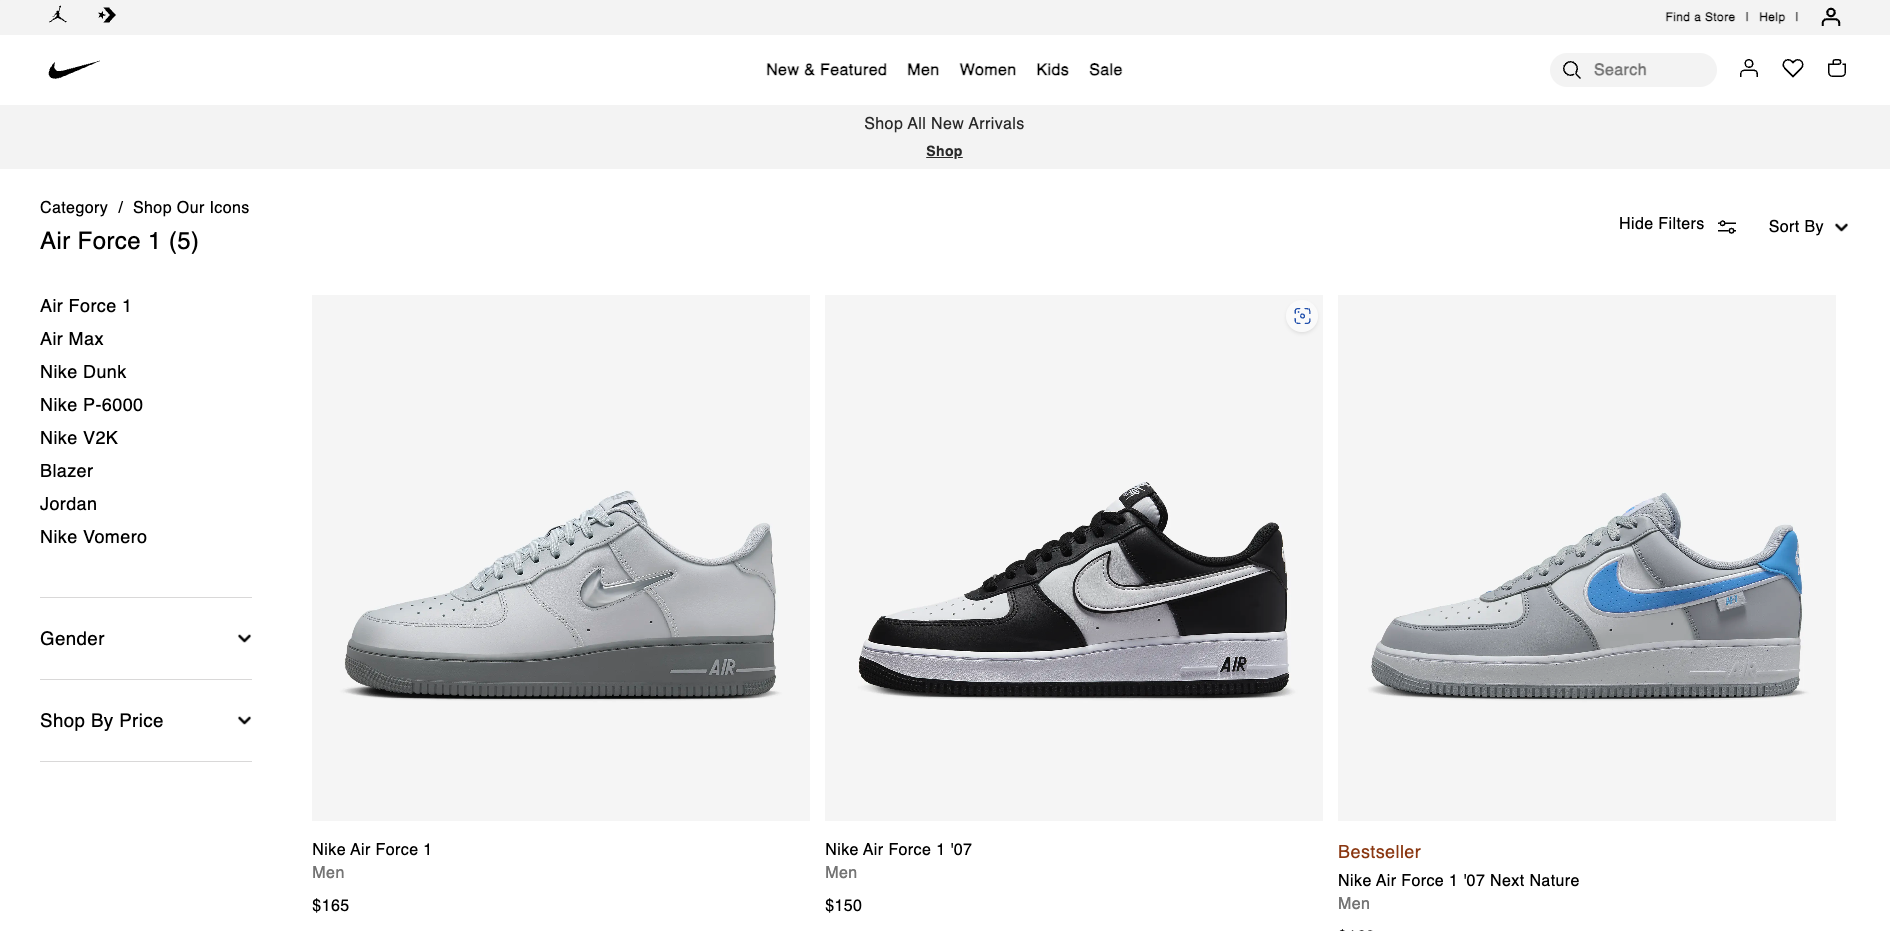 Find a Store | Help |
New & Featured Men Women Kids Sale
Search
Shop All New Arrivals
Shop
Category / Shop Our Icons
Air Force 1 (5)
Hide Filters
Sort By
Air Force 1
Air Max
Nike Dunk
Nike P-6000
Nike V2K
Blazer
Jordan
Nike Vomero
Gender
Shop By Price
AIR
AIR
Nike Air Force 1
Men
$165
Nike Air Force 1 '07
Men
$150
Bestseller
Nike Air Force 1 '07 Next Nature
Men